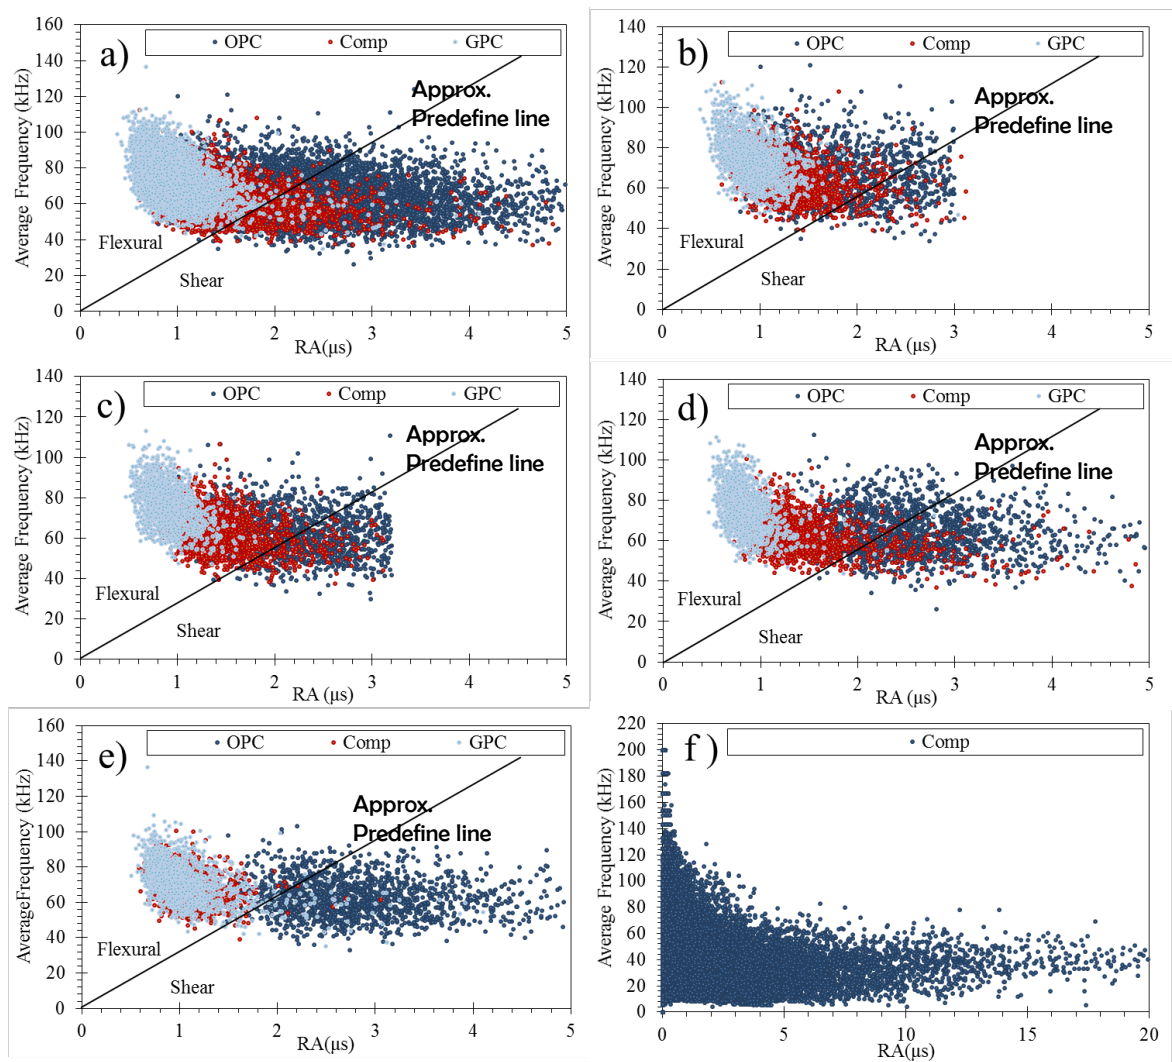 a)
OPC Comp GPC
Approx.
Predefine line
Flexural
Shear
Average Frequency (kHz)
0 20 40 60 80 100 120 140 160
0 1 2 3 4 5
RA(µs)
b)
OPC Comp GPC
Approx.
Predefine line
Flexural
Shear
Average Frequency (kHz)
0 20 40 60 80 100 120 140
0 1 2 3 4 5
RA (µs)
c)
OPC Comp GPC
Approx.
Predefine line
Flexural
Shear
Average Frequency (kHz)
0 20 40 60 80 100 120 140
0 1 2 3 4 5
RA (µs)
d)
OPC Comp GPC
Approx.
Predefine line
Flexural
Shear
Average Frequency (kHz)
0 20 40 60 80 100 120 140
0 1 2 3 4 5
RA (µs)
e)
OPC Comp GPC
Approx.
Predefine line
Flexural
Shear
AverageFrequency (kHz)
0 20 40 60 80 100 120 140 160
0 1 2 3 4 5
RA(µs)
f)
Comp
Average Frequency (kHz)
0 20 40 60 80 100 120 140 160 180 200 220
0 5 10 15 20
RA(µs)